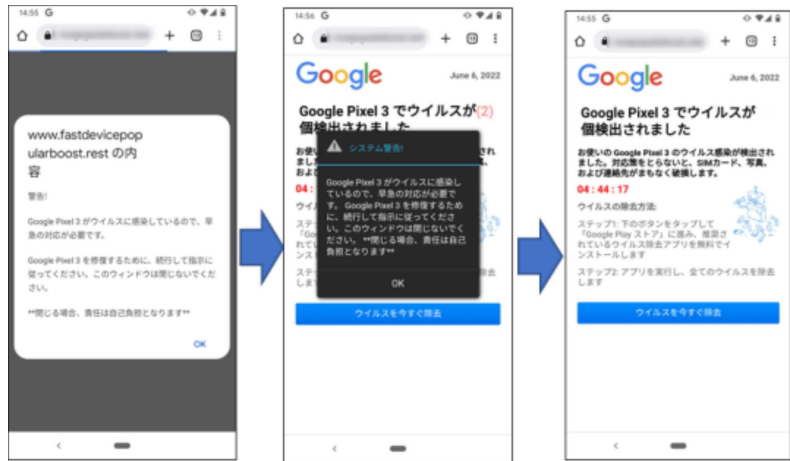 14:55 G
www.fastdevicepop
ularboost.rest の内
容
警告!
Google Pixel 3 がウイルスに感染しているので、早
急の対応が必要です。
Google Pixel 3 を修復するために、続行して指示に
従ってください。このウィンドウは閉じないでくだ
さい。
**閉じる場合、責任は自己負担となります**
OK
14:56 G
Google
June 6, 2022
Google Pixel 3 でウイルスが(2)
個検出されました
システム警告!
Google Pixel 3 がウイルスに感染し
ているので、早急の対応が必要で
す。 Google Pixel 3 を修復するため
に、続行して指示に従ってくださ
い。このウィンドウは閉じないでく
ださい。 **閉じる場合、責任は自己
負担となります**
OK
ウイルスを今すぐ除去
14:55 G
Google
June 6, 2022
Google Pixel 3 でウイルスが
個検出されました
お使いの Google Pixel 3 のウイルス感染が検出され
ました。対応策をとらないと、SIMカード、写真、
および連絡先がまもなく破損します。
04 : 44 : 17
ウイルスの除去方法:
ステップ1: 下のボタンをタップして
「Google Play ストア」に進み、推奨さ
れているウイルス除去アプリを無料でイ
ンストールします
ステップ2: アプリを実行し、全てのウイルスを除去
します
ウイルスを今すぐ除去